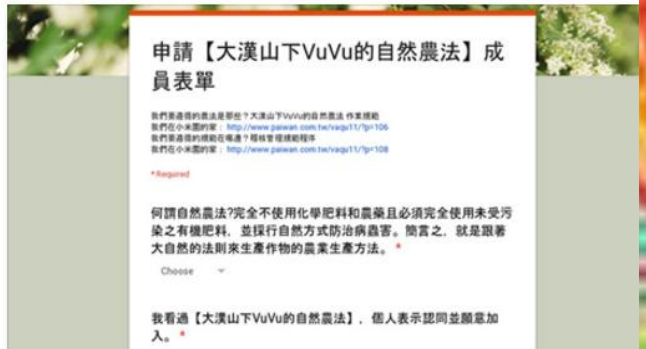 申請【大漢山下VuVu的自然農法】成
員表單
我們要遵循的農法是那些？大漢山下VuVu的自然農法 作業規範
我們在小米園的家： http://www.paiwan.com.tw/vaqu11/?p=106
我們要遵循的規範在哪邊？稽核管理規範程序
我們在小米園的家： http://www.paiwan.com.tw/vaqu11/?p=108
*Required
何謂自然農法?完全不使用化學肥料和農藥且必須完全使用未受污
染之有機肥料，並採行自然方式防治病蟲害。簡言之，就是跟著
大自然的法則來生產作物的農業生產方法。 *
Choose
我看過【大漢山下VuVu的自然農法】，個人表示認同並願意加
入。 *